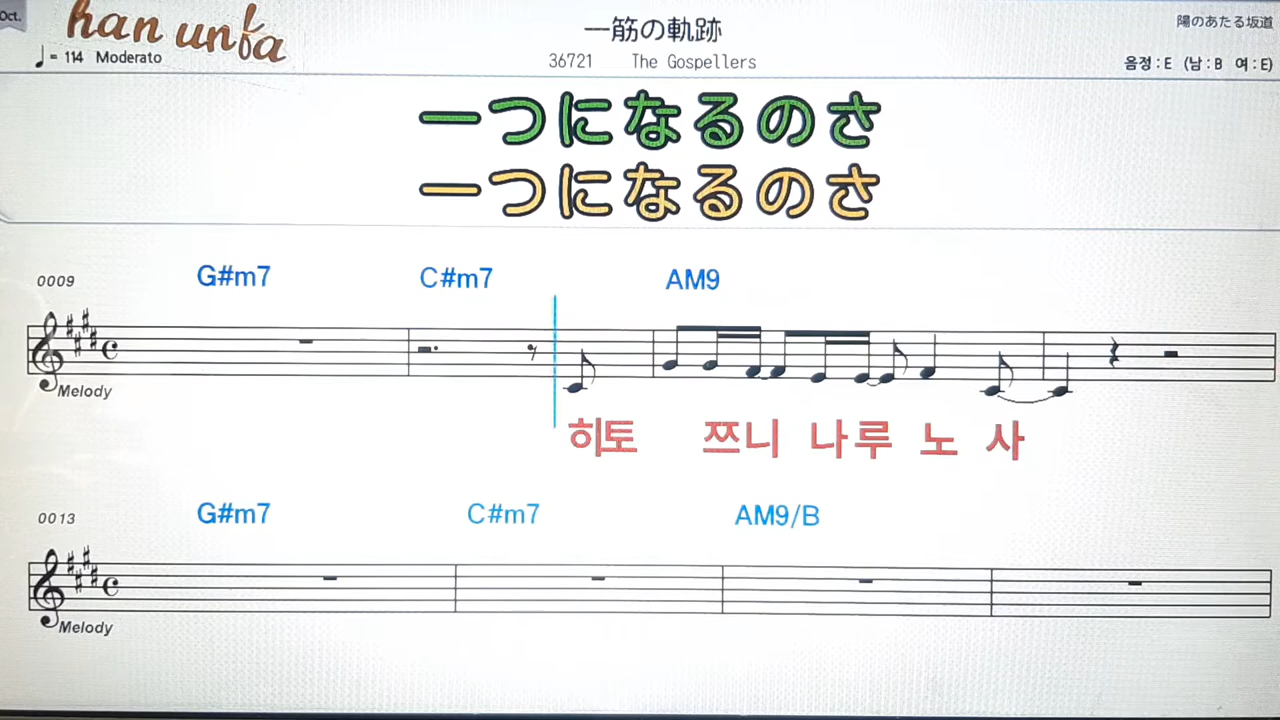 Oct.
han unfa
一筋の軌跡
陽のあたる坂道
♩= 114 Moderato
36721 The Gospellers
음정 : E (남 : B 여 : E)
一つになるのさ
一つになるのさ
0009 G#m7 C#m7 AM9
Melody
히토 쯔니 나루 노 사
0013 G#m7 C#m7 AM9/B
Melody